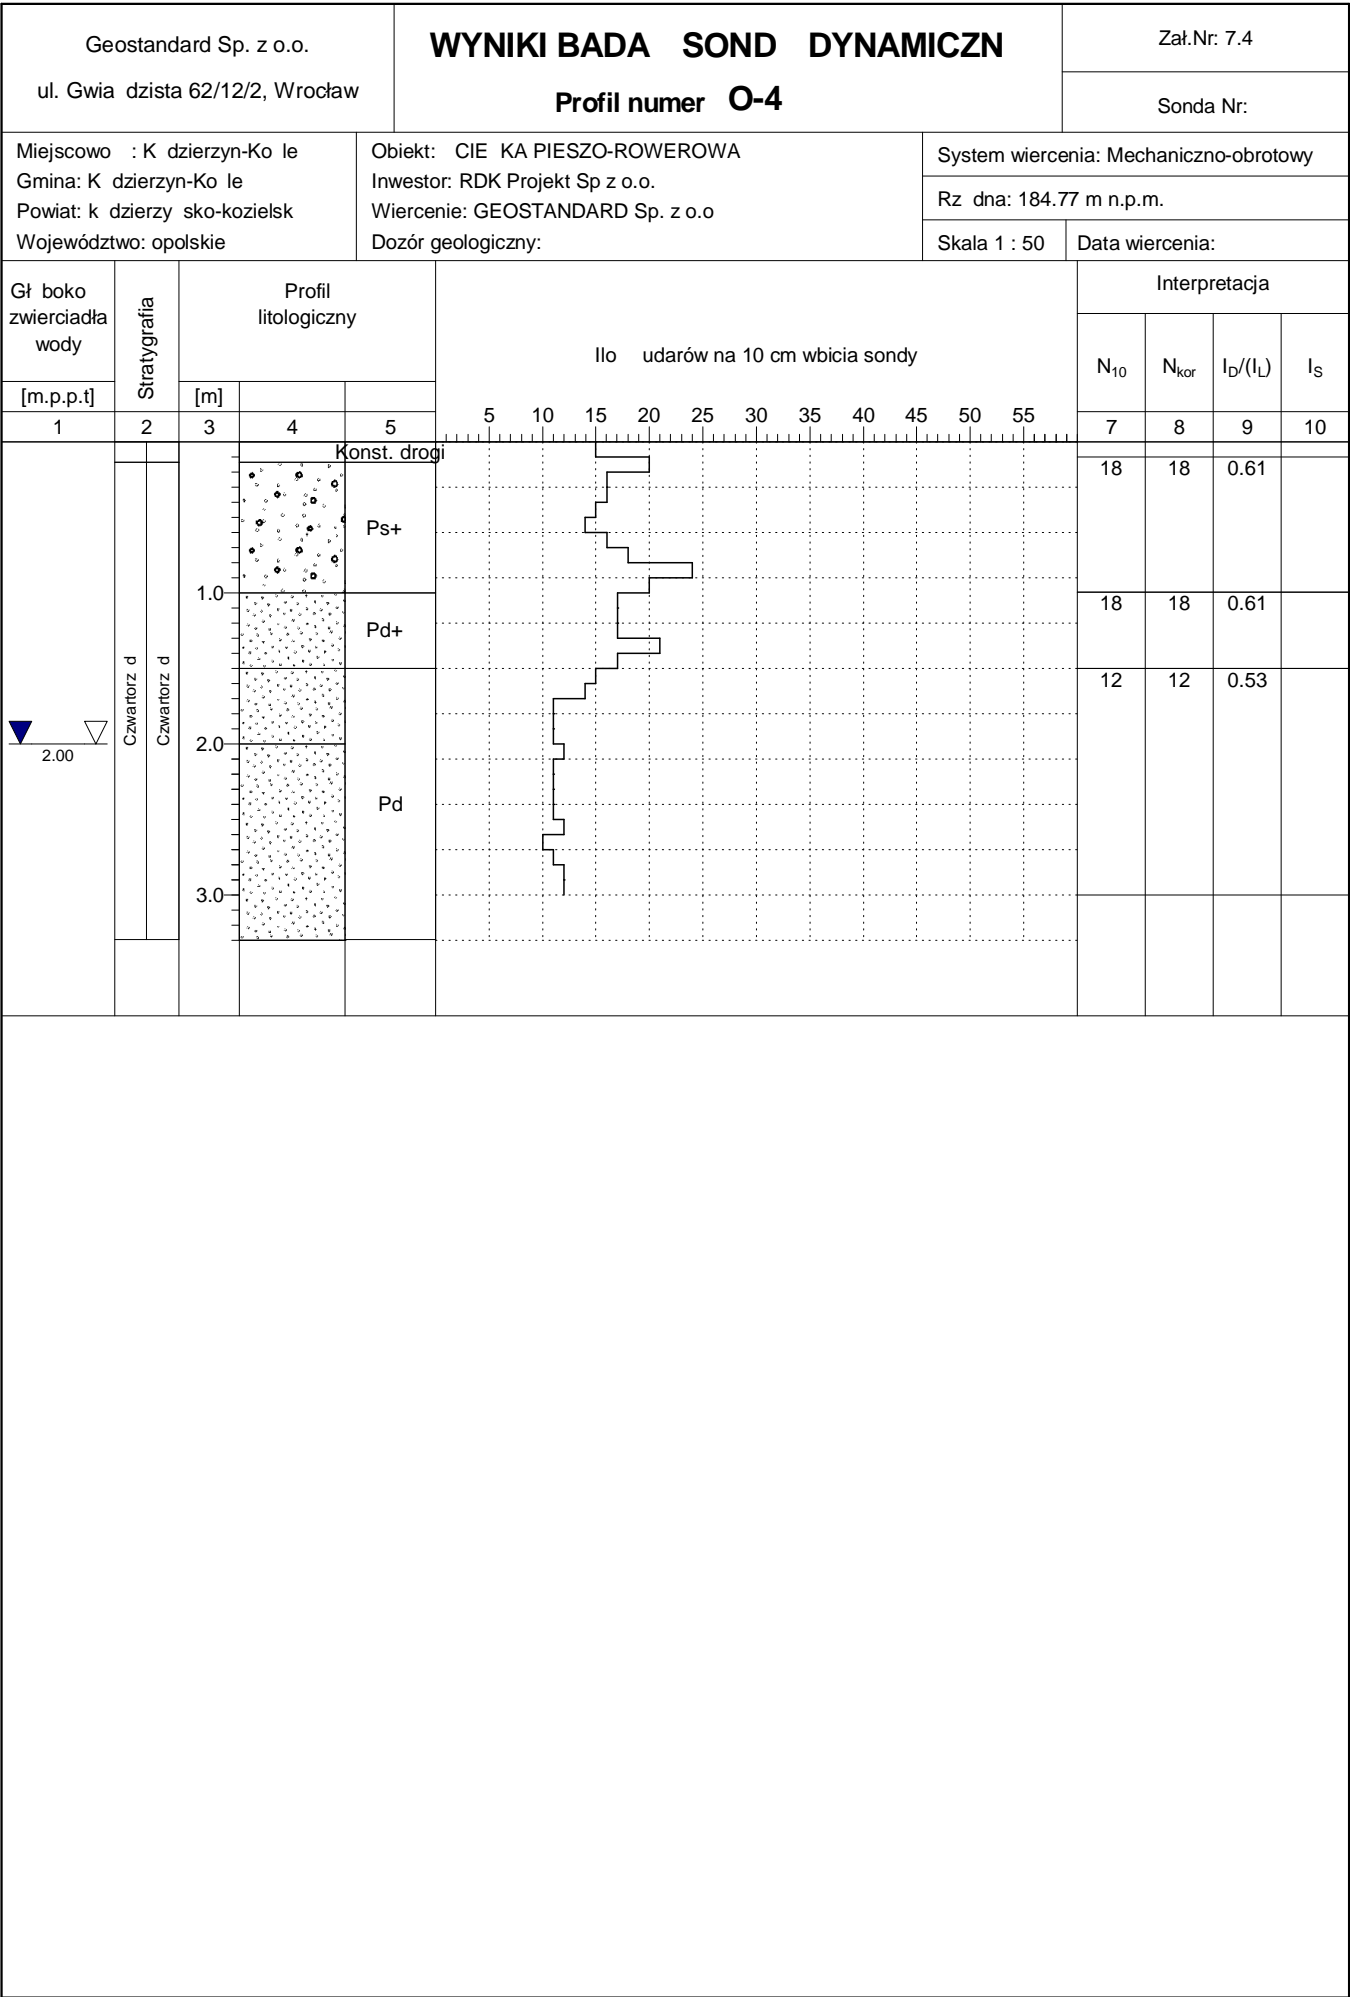 Geostandard Sp. z o.o.
ul. Gwia dzista 62/12/2, Wrocław
WYNIKI BADA SOND DYNAMICZN
Profil numer O-4
Zał.Nr: 7.4
Sonda Nr:
Miejscowo : K dzierzyn-Ko le
Gmina: K dzierzyn-Ko le
Powiat: k dzierzy sko-kozielsk
Województwo: opolskie
Obiekt: CIE KA PIESZO-ROWEROWA
Inwestor: RDK Projekt Sp z o.o.
Wiercenie: GEOSTANDARD Sp. z o.o
Dozór geologiczny:
System wiercenia: Mechaniczno-obrotowy
Rz dna: 184.77 m n.p.m.
Skala 1 : 50
Data wiercenia:
Gł boko
zwierciadła
wody
[m.p.p.t]
Stratygrafia
Profil
litologiczny
[m]
Ilo udarów na 10 cm wbicia sondy
Interpretacja
N10 Nkor ID/(IL) IS
5 10 15 20 25 30 35 40 45 50 55
1 2 3 4 5 7 8 9 10
Konst. drogi
18 18 0.61
Ps+
1.0
18 18 0.61
Pd+
12 12 0.53
Czwartorz d
Czwartorz d
2.00
2.0
Pd
3.0